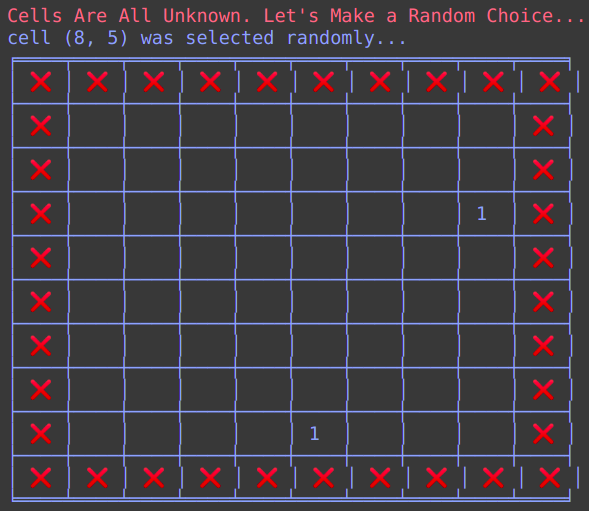 Cells Are All Unknown. Let's Make a Random Choice...
cell (8, 5) was selected randomly...
1
1